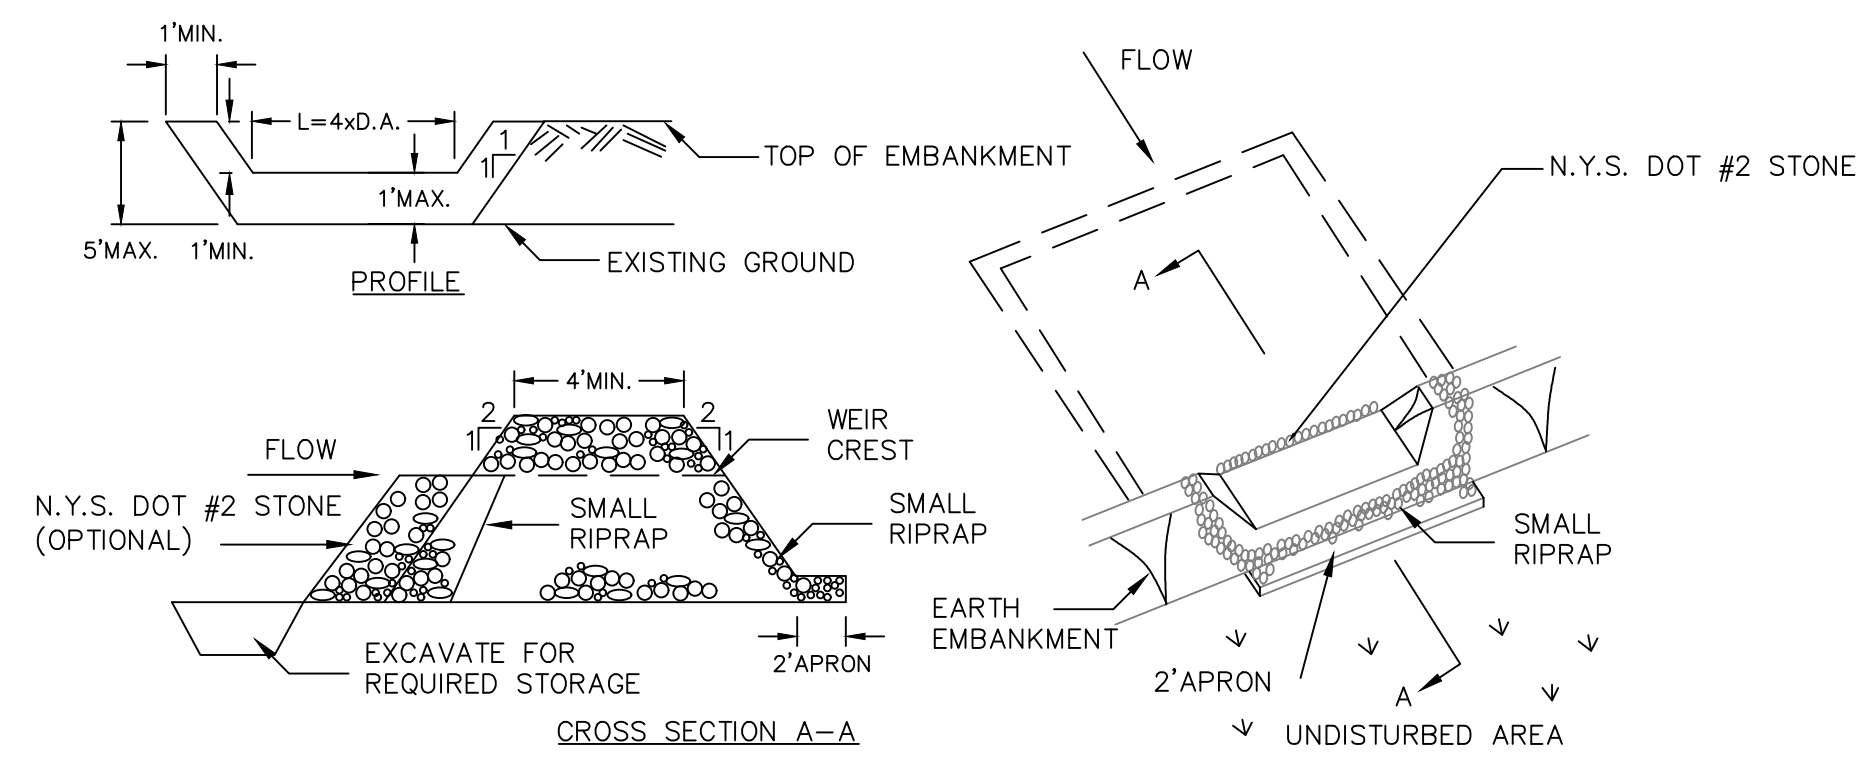 1'MIN.
L=4xD.A.
1
1
TOP OF EMBANKMENT
1'MAX.
5'MAX.
1'MIN.
EXISTING GROUND
PROFILE
4'MIN.
2
1
2
1
WEIR
CREST
FLOW
N.Y.S. DOT #2 STONE
(OPTIONAL)
SMALL
RIPRAP
SMALL
RIPRAP
EXCAVATE FOR
REQUIRED STORAGE
2'APRON
CROSS SECTION A-A
FLOW
N.Y.S. DOT #2 STONE
A
SMALL
RIPRAP
EARTH
EMBANKMENT
2'APRON
A
UNDISTURBED AREA